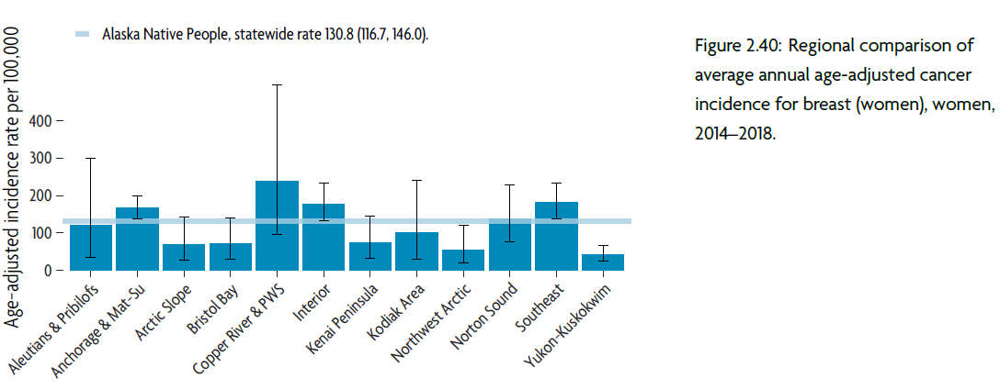 Alaska Native People, statewide rate 130.8 (116.7, 146.0).
Age-adjusted incidence rate per 100,000
400
300
200
100
0
Aleutians & Pribilofs
Anchorage & Mat-Su
Arctic Slope
Bristol Bay
Copper River & PWS
Interior
Kenai Peninsula
Kodiak Area
Northwest Arctic
Norton Sound
Southeast
Yukon-Kuskokwim
Figure 2.40: Regional comparison of
average annual age-adjusted cancer
incidence for breast (women), women,
2014–2018.